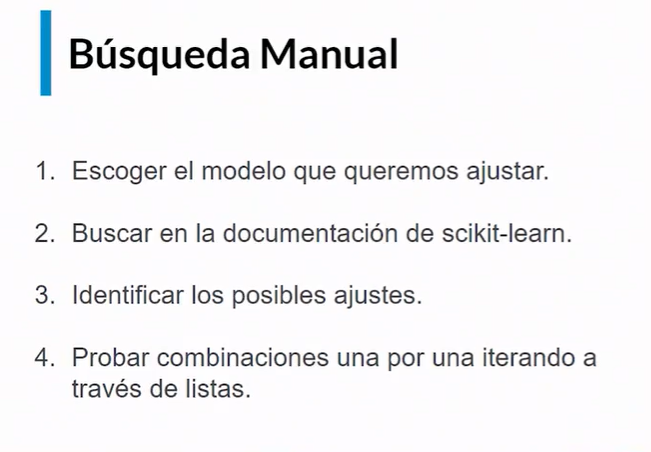 Búsqueda Manual
1. Escoger el modelo que queremos ajustar.
2. Buscar en la documentación de scikit-learn.
3. Identificar los posibles ajustes.
4. Probar combinaciones una por una iterando a
través de listas.